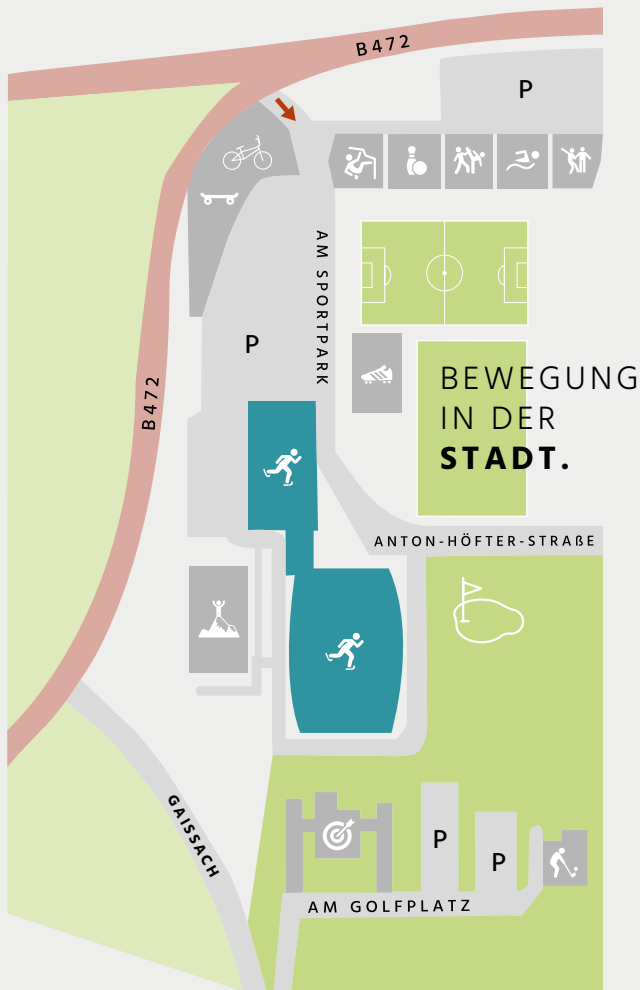 B472
P
AM SPORTPARK
P
B472
BEWEGUNG
IN DER
STADT.
ANTON-HÖFTER-STRAßE
GAISSACH
P
P
AM GOLFPLATZ